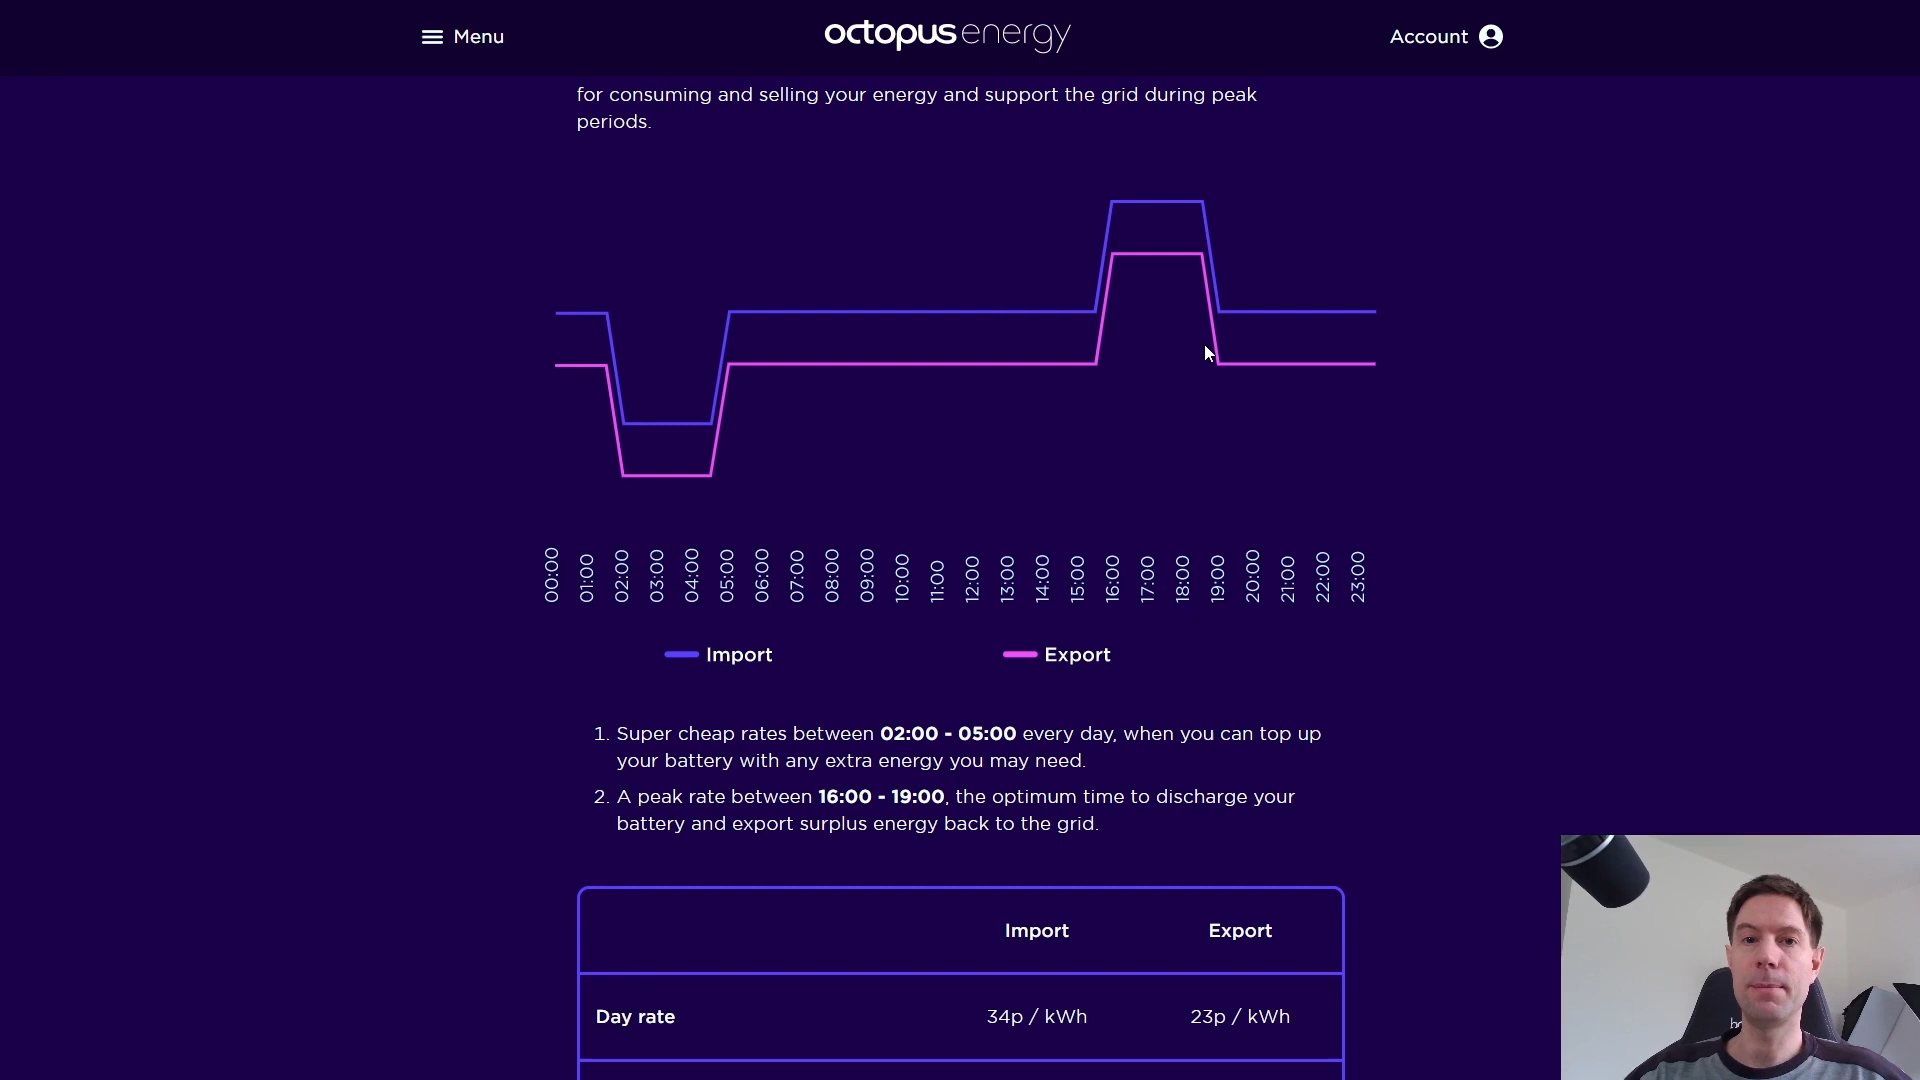 Menu
octopus energy
Account
for consuming and selling your energy and support the grid during peak
periods.
00:00
01:00
02:00
03:00
04:00
05:00
06:00
07:00
08:00
09:00
10:00
11:00
12:00
13:00
14:00
15:00
16:00
17:00
18:00
19:00
20:00
21:00
22:00
23:00
Import
Export
1. Super cheap rates between 02:00 - 05:00 every day, when you can top up
your battery with any extra energy you may need.
2. A peak rate between 16:00 - 19:00, the optimum time to discharge your
battery and export surplus energy back to the grid.
Import Export
Day rate 34p / kWh 23p / kWh